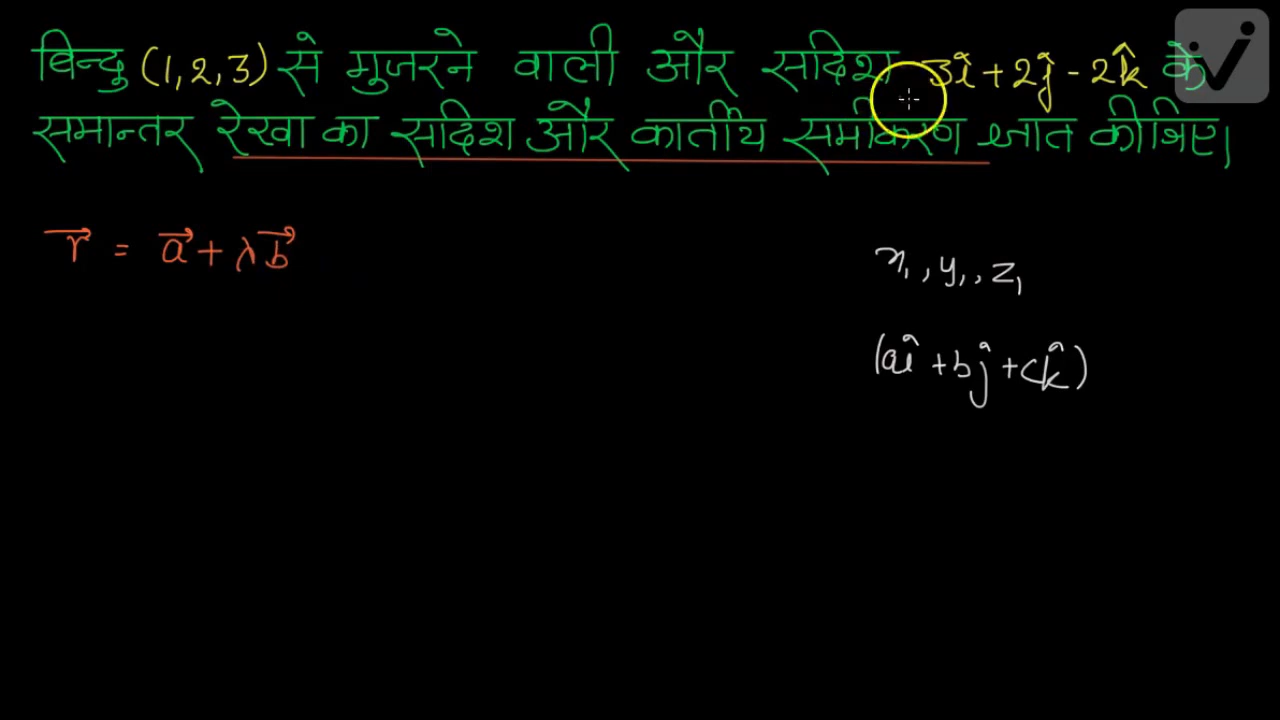 बिन्दु (1,2,3) से गुजरने वाली और सदिश 3î + 2ĵ - 2k̂ के
समान्तर रेखा का सदिश और कार्तीय समीकरण ज्ञात कीजिए।
r⃗ = a⃗ + λb⃗
x₁, y₁, z₁
(aî + bĵ + ck̂)